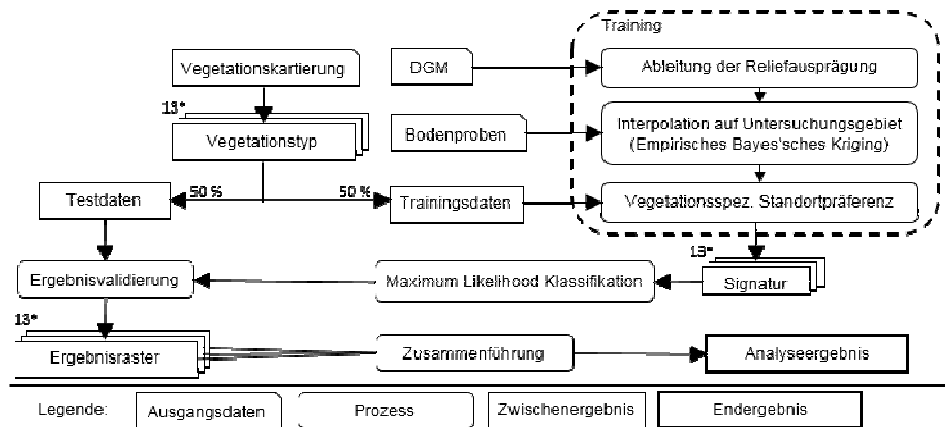 Training
Vegetationskartierung
DGM
Ableitung der Reliefausprägung
13*
Vegetationstyp
Bodenproben
Interpolation auf Untersuchungsgebiet
(Empirisches Bayes'sches Kriging)
50 %
50 %
Testdaten
Trainingsdaten
Vegetationsspez. Standortpräferenz
13*
Ergebnisvalidierung
Maximum Likelihood Klassifikation
Signatur
13*
Ergebnisraster
Zusammenführung
Analyseergebnis
Legende:
Ausgangsdaten
Prozess
Zwischenergebnis
Endergebnis